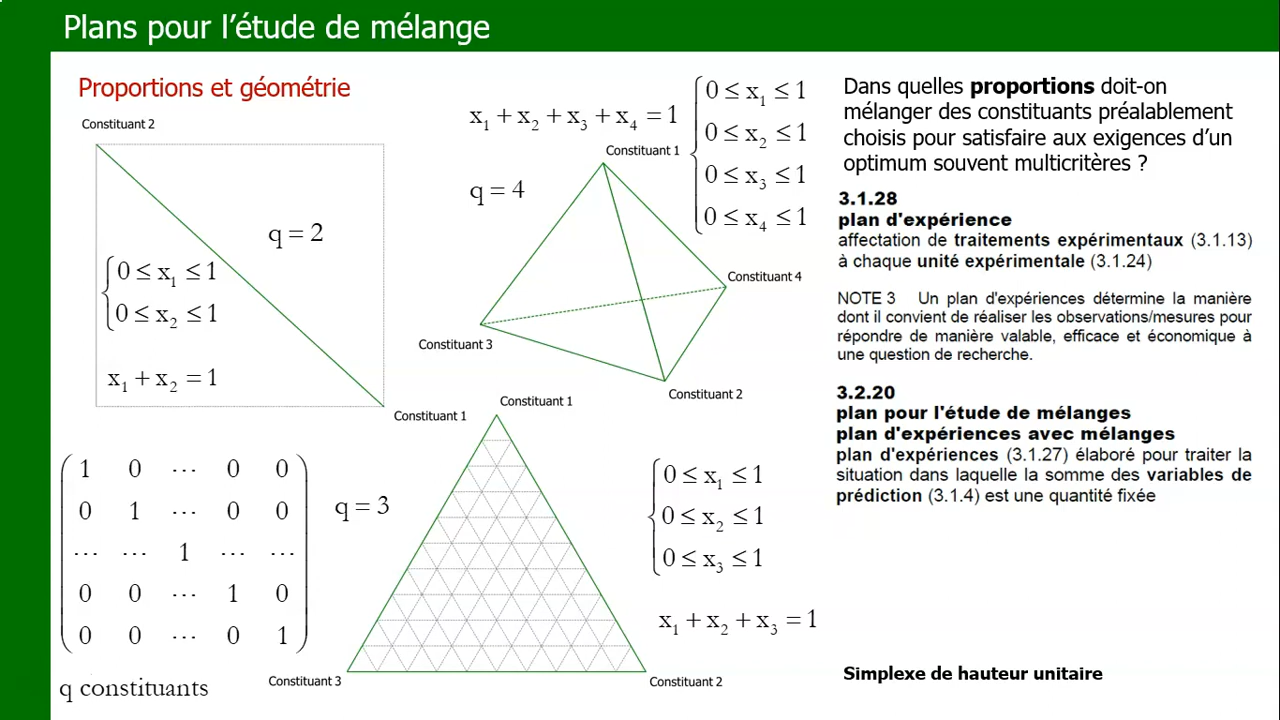 Plans pour l’étude de mélange
Proportions et géométrie
Constituant 2
q = 2
0 ≤ x1 ≤ 1
0 ≤ x2 ≤ 1
x1 + x2 = 1
Constituant 1
x1 + x2 + x3 + x4 = 1
0 ≤ x1 ≤ 1
0 ≤ x2 ≤ 1
0 ≤ x3 ≤ 1
0 ≤ x4 ≤ 1
q = 4
Constituant 1
Constituant 4
Constituant 3
Constituant 2
1 0 ⋯ 0 0
0 1 ⋯ 0 0
⋯ ⋯ 1 ⋯ ⋯
0 0 ⋯ 1 0
0 0 ⋯ 0 1
q constituants
q = 3
Constituant 1
Constituant 3
Constituant 2
0 ≤ x1 ≤ 1
0 ≤ x2 ≤ 1
0 ≤ x3 ≤ 1
x1 + x2 + x3 = 1
Dans quelles proportions doit-on
mélanger des constituants préalablement
choisis pour satisfaire aux exigences d’un
optimum souvent multicritères ?
3.1.28
plan d'expérience
affectation de traitements expérimentaux (3.1.13)
à chaque unité expérimentale (3.1.24)
NOTE 3 Un plan d'expériences détermine la manière
dont il convient de réaliser les observations/mesures pour
répondre de manière valable, efficace et économique à
une question de recherche.
3.2.20
plan pour l'étude de mélanges
plan d'expériences avec mélanges
plan d'expériences (3.1.27) élaboré pour traiter la
situation dans laquelle la somme des variables de
prédiction (3.1.4) est une quantité fixée
Simplexe de hauteur unitaire